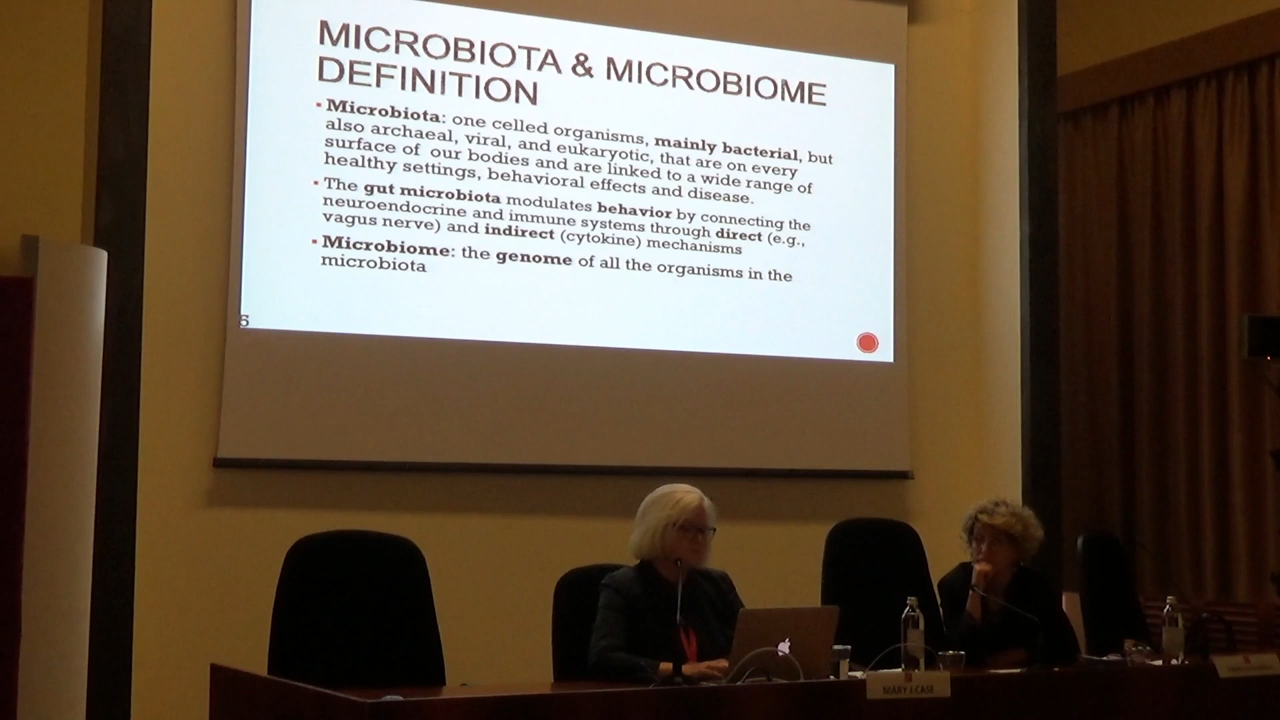 MICROBIOTA & MICROBIOME
DEFINITION
▪ Microbiota: one celled organisms, mainly bacterial, but
also archaeal, viral, and eukaryotic, that are on every
surface of our bodies and are linked to a wide range of
healthy settings, behavioral effects and disease.
▪ The gut microbiota modulates behavior by connecting the
neuroendocrine and immune systems through direct (e.g.,
vagus nerve) and indirect (cytokine) mechanisms
▪ Microbiome: the genome of all the organisms in the
microbiota
6
MARY J.CASE